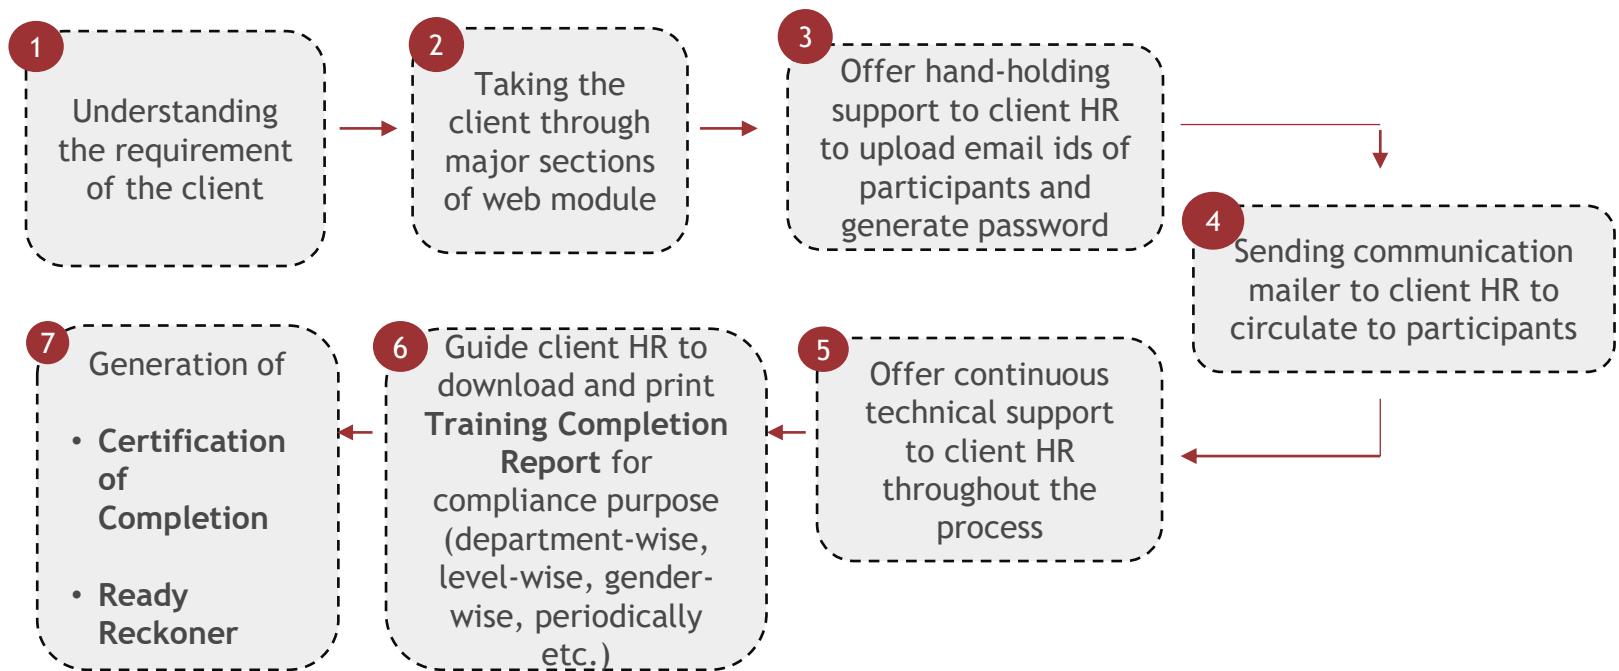 1
Understanding
the requirement
of the client
2
Taking the
client through
major sections
of web module
3
Offer hand-holding
support to client HR
to upload email ids of
participants and
generate password
4
Sending communication
mailer to client HR to
circulate to participants
5
Offer continuous
technical support
to client HR
throughout the
process
6
Guide client HR to
download and print
Training Completion
Report for
compliance purpose
(department-wise,
level-wise, gender-
wise, periodically
etc.)
7
Generation of
• Certification
of
Completion
• Ready
Reckoner